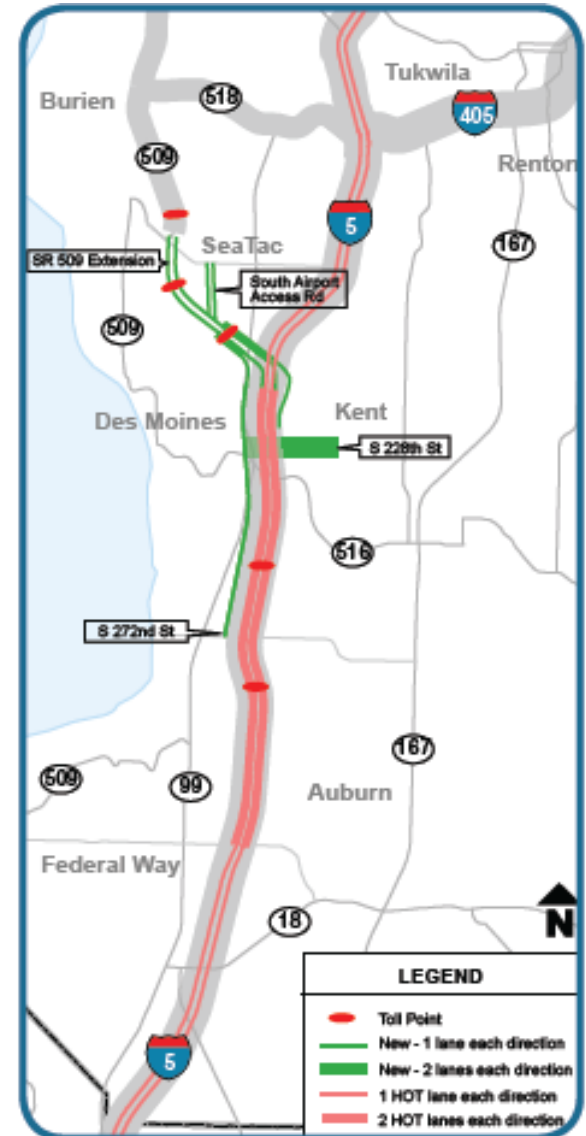 Tukwila
Burien
518
405
509
Renton
5
167
SeaTac
SR 509 Extension
South Airport
Access Rd
509
Des Moines
Kent
S 228th St
516
S 272nd St
167
509
99
Auburn
Federal Way
18
N
5
LEGEND
Toll Point
New - 1 lane each direction
New - 2 lanes each direction
1 HOT lane each direction
2 HOT lanes each direction